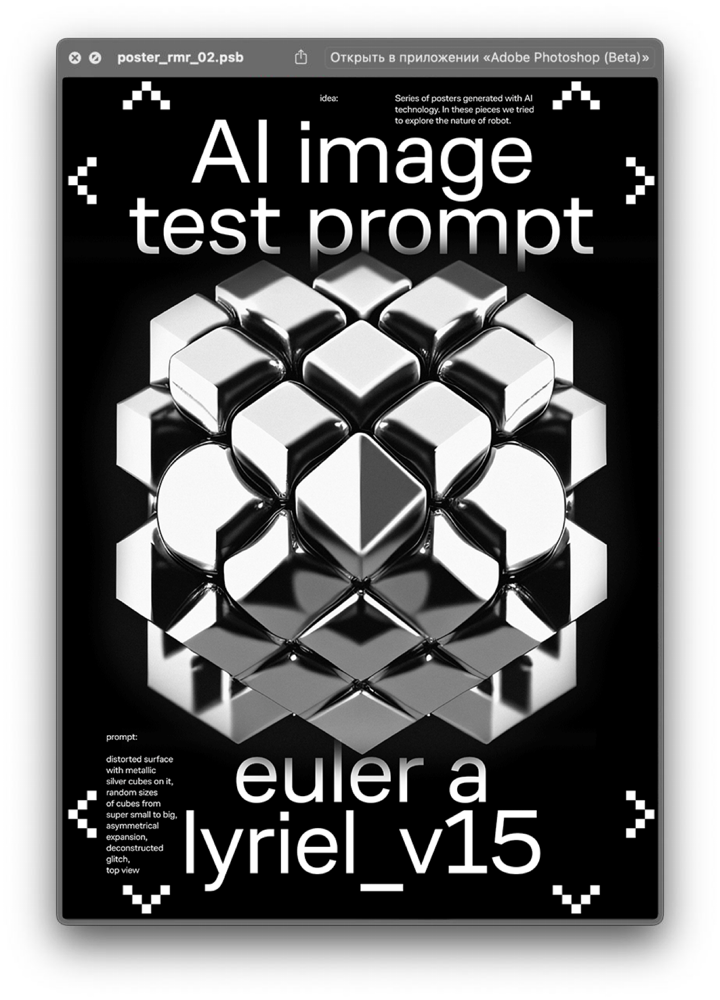 poster_rmr_02.psb
Открыть в приложении «Adobe Photoshop (Beta)»
idea:
Series of posters generated with AI
technology. In these pieces we tried
to explore the nature of robot.
AI image
test prompt
prompt:
distorted surface
with metallic
silver cubes on it,
random sizes
of cubes from
super small to big,
asymmetrical
expansion,
deconstructed
glitch,
top view
euler a
lyriel_v15